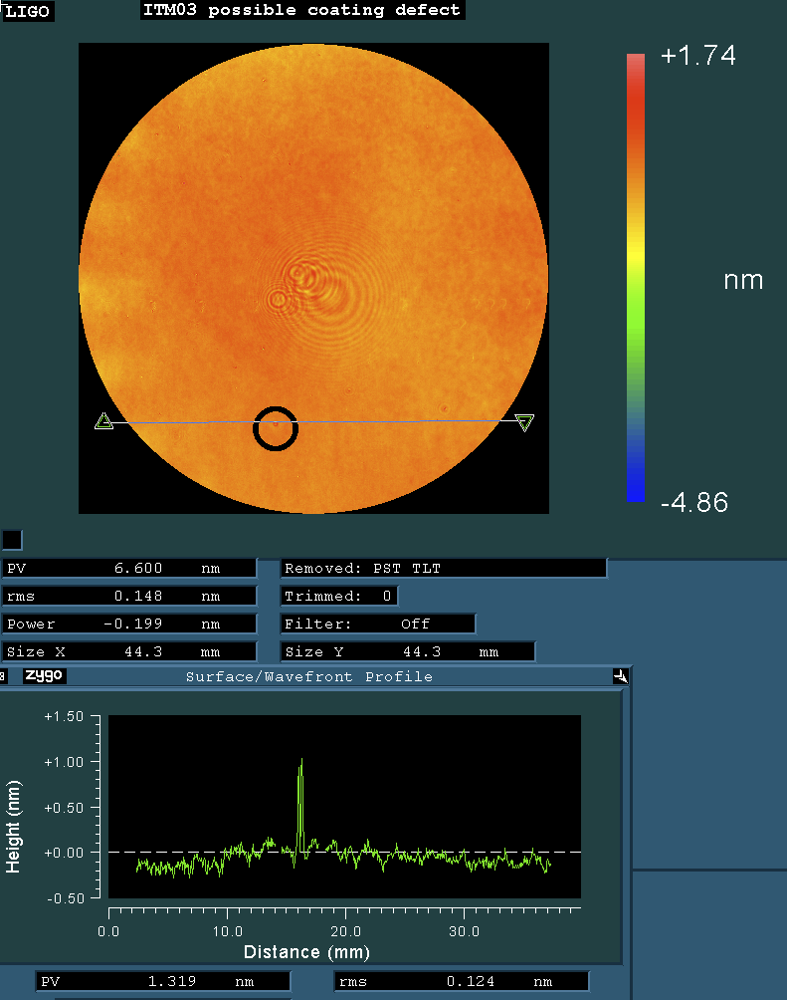 LIGO
ITM03 possible coating defect
+1.74
nm
-4.86
PV 6.600 nm
Removed: PST TLT
rms 0.148 nm
Trimmed: 0
Power -0.199 nm
Filter: Off
Size X 44.3 mm
Size Y 44.3 mm
zygo
Surface/Wavefront Profile
+1.50
+1.00
+0.50
+0.00
-0.50
Height (nm)
0.0 10.0 20.0 30.0
Distance (mm)
PV 1.319 nm
rms 0.124 nm